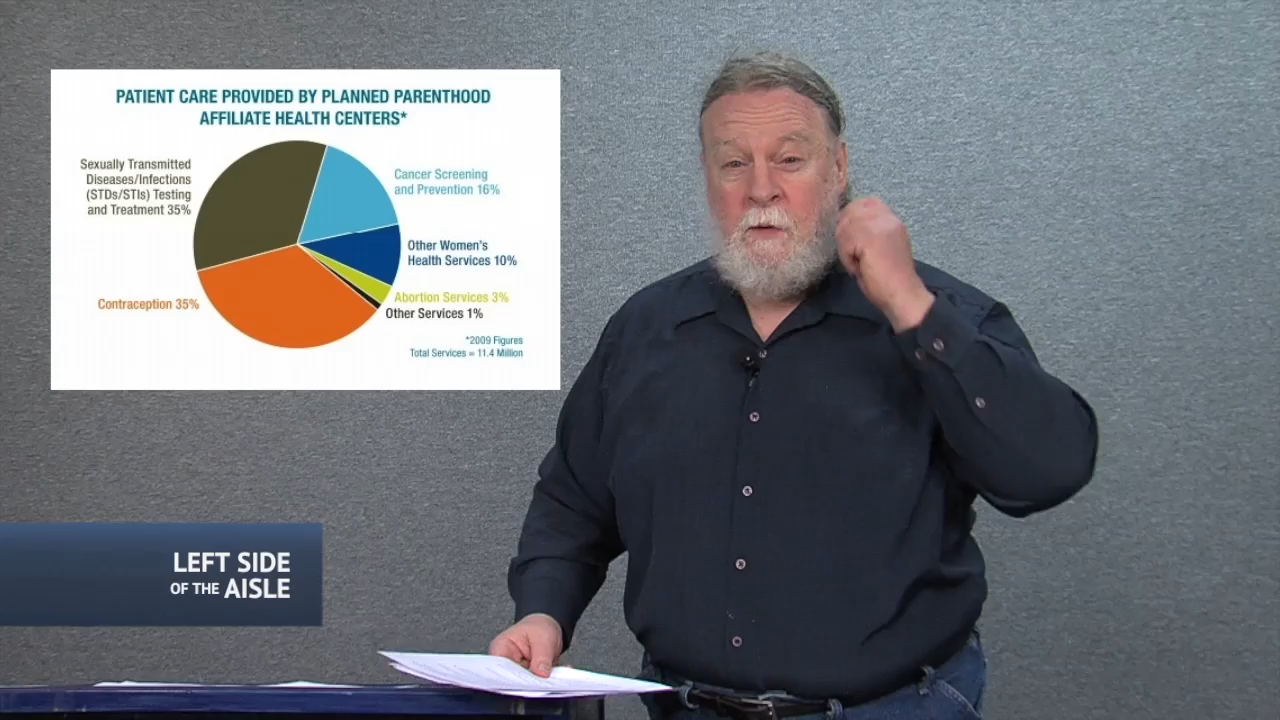 PATIENT CARE PROVIDED BY PLANNED PARENTHOOD
AFFILIATE HEALTH CENTERS*
Sexually Transmitted
Diseases/Infections
(STDs/STIs) Testing
and Treatment 35%
Cancer Screening
and Prevention 16%
Other Women's
Health Services 10%
Abortion Services 3%
Other Services 1%
Contraception 35%
*2009 Figures
Total Services = 11.4 Million
LEFT SIDE
OF THE AISLE